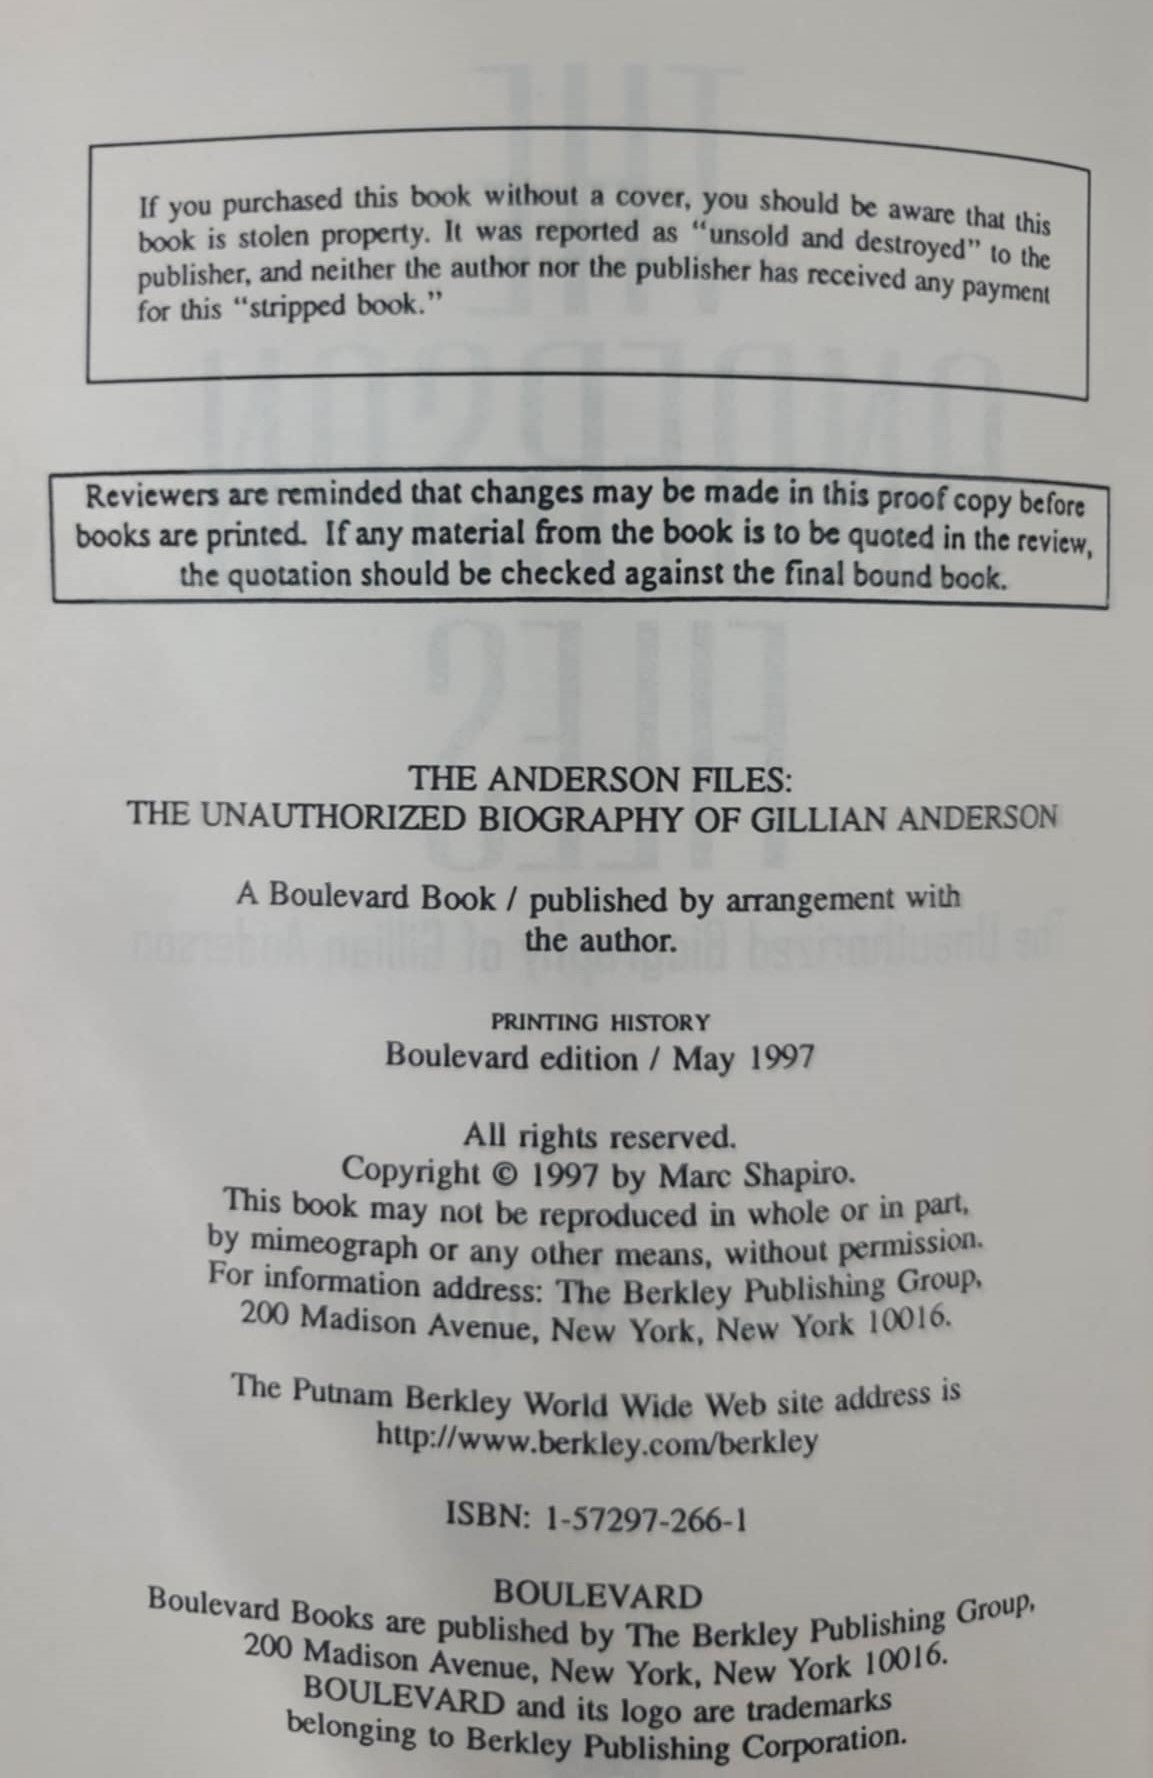 If you purchased this book without a cover, you should be aware that this
book is stolen property. It was reported as “unsold and destroyed” to the
publisher, and neither the author nor the publisher has received any payment
for this “stripped book.”
Reviewers are reminded that changes may be made in this proof copy before
books are printed. If any material from the book is to be quoted in the review,
the quotation should be checked against the final bound book.
THE ANDERSON FILES:
THE UNAUTHORIZED BIOGRAPHY OF GILLIAN ANDERSON
A Boulevard Book / published by arrangement with
the author.
PRINTING HISTORY
Boulevard edition / May 1997
All rights reserved.
Copyright © 1997 by Marc Shapiro.
This book may not be reproduced in whole or in part,
by mimeograph or any other means, without permission.
For information address: The Berkley Publishing Group,
200 Madison Avenue, New York, New York 10016.
The Putnam Berkley World Wide Web site address is
http://www.berkley.com/berkley
ISBN: 1-57297-266-1
BOULEVARD
Boulevard Books are published by The Berkley Publishing Group,
200 Madison Avenue, New York, New York 10016.
BOULEVARD and its logo are trademarks
belonging to Berkley Publishing Corporation.